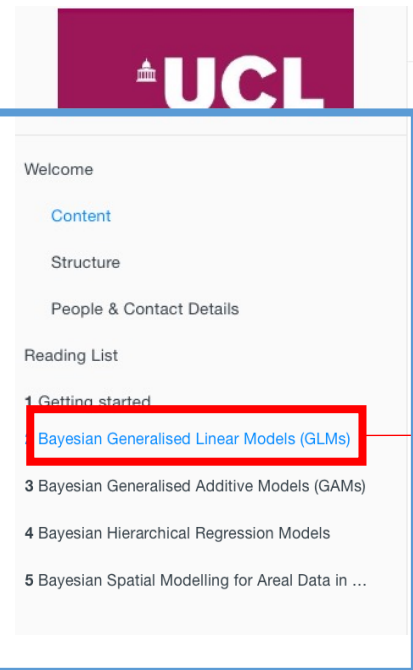 UCL
Welcome
Content
Structure
People & Contact Details
Reading List
1 Getting started
Bayesian Generalised Linear Models (GLMs)
3 Bayesian Generalised Additive Models (GAMs)
4 Bayesian Hierarchical Regression Models
5 Bayesian Spatial Modelling for Areal Data in ...